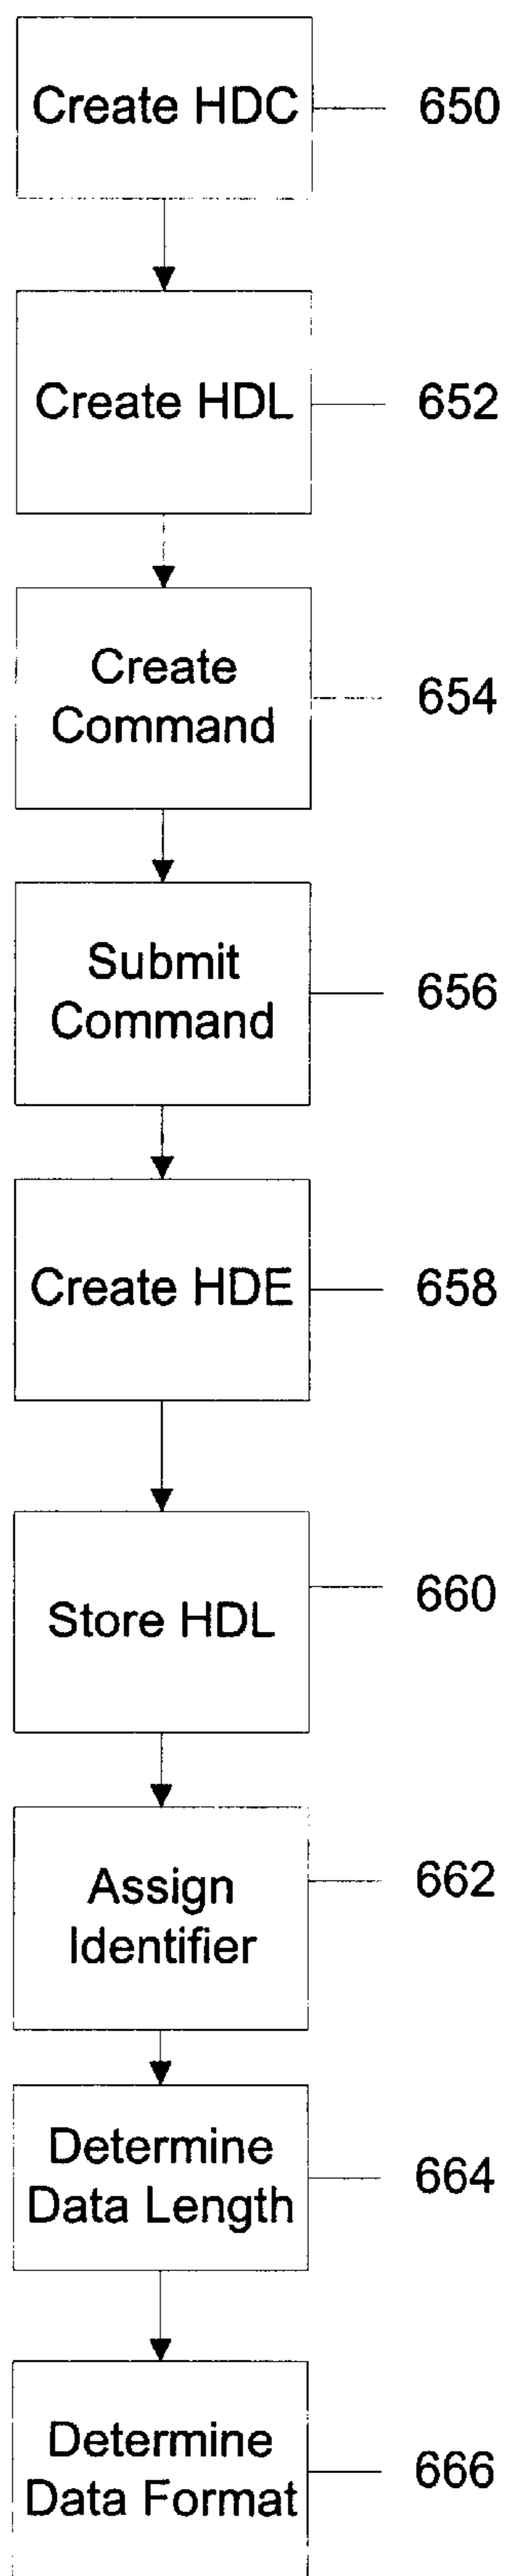 Create HDC 650
Create HDL 652
Create
Command 654
Submit
Command 656
Create HDE 658
Store HDL 660
Assign
Identifier 662
Determine
Data Length 664
Determine
Data Format 666